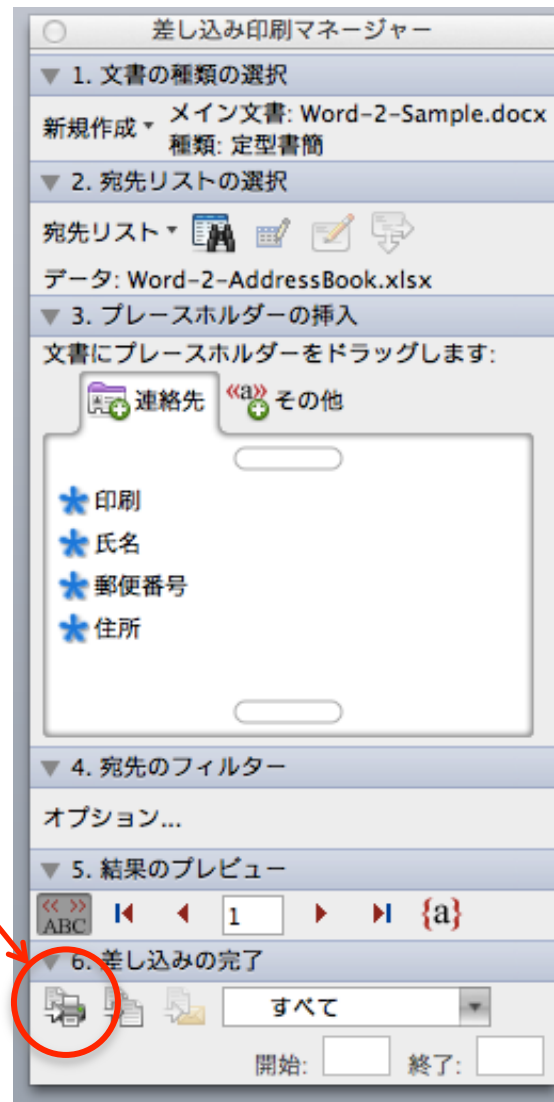 差し込み印刷マネージャー
1. 文書の種類の選択
新規作成 メイン文書: Word-2-Sample.docx
種類: 定型書簡
2. 宛先リストの選択
宛先リスト
データ: Word-2-AddressBook.xlsx
3. プレースホルダーの挿入
文書にプレースホルダーをドラッグします:
連絡先 «a» その他
印刷
氏名
郵便番号
住所
4. 宛先のフィルター
オプション...
5. 結果のプレビュー
« »
ABC 1 {a}
6. 差し込みの完了
すべて
開始: 終了: